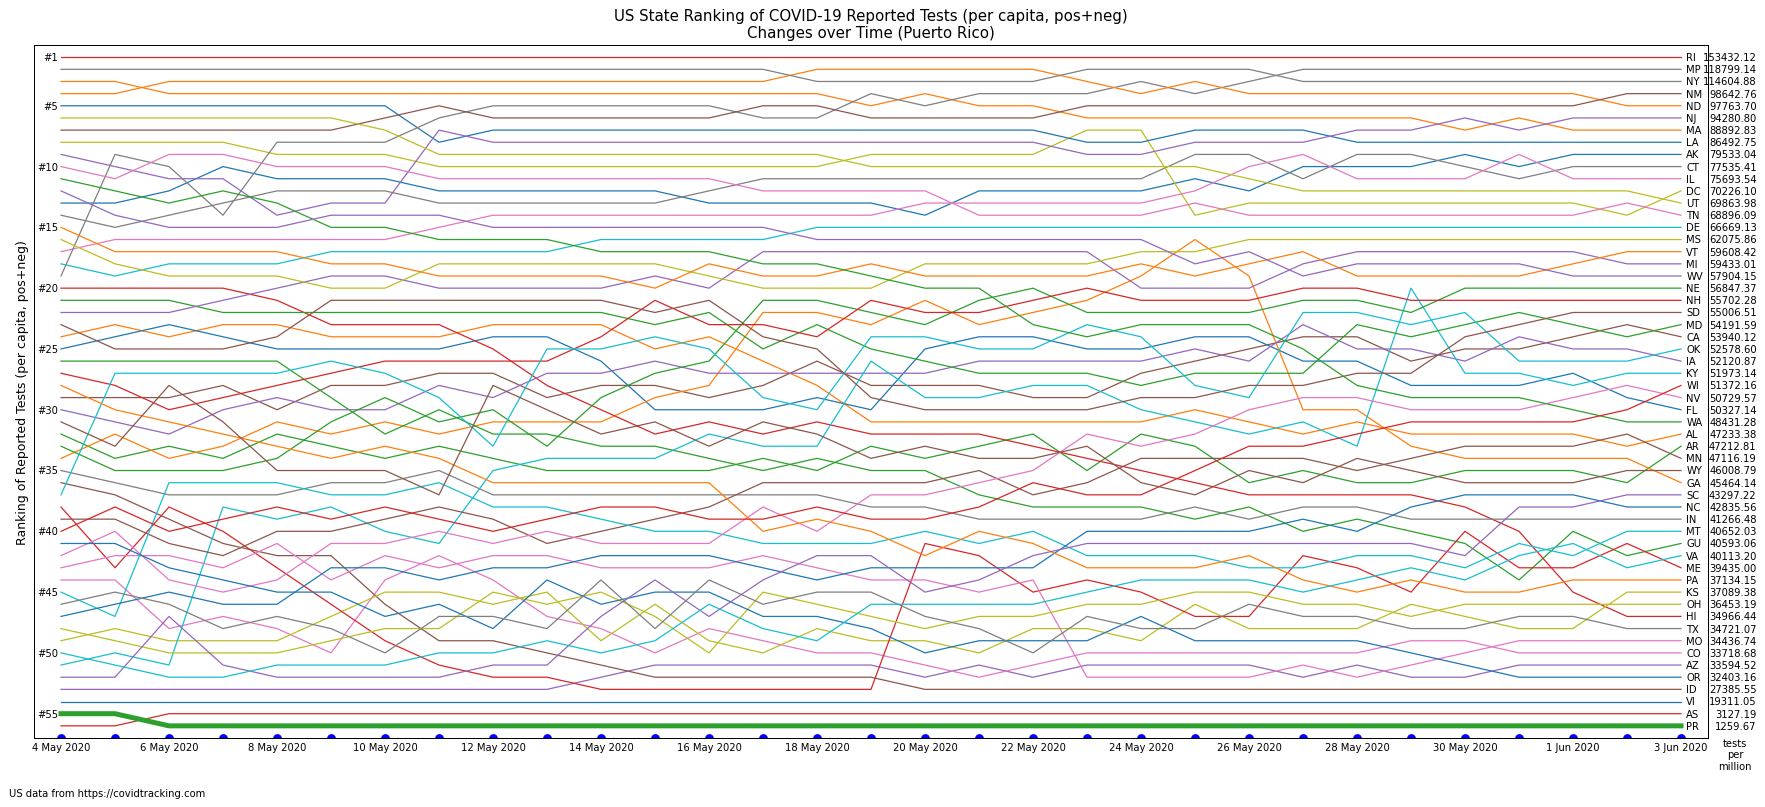 US State Ranking of COVID-19 Reported Tests (per capita, pos+neg)
Changes over Time (Puerto Rico)
Ranking of Reported Tests (per capita, pos+neg)
#1
#5
#10
#15
#20
#25
#30
#35
#40
#45
#50
#55
RI 153432.12
MP 118799.14
NY 114604.88
NM 98642.76
ND 97763.70
NJ 94280.80
MA 88892.83
LA 86492.75
AK 79533.04
CT 77535.41
IL 75693.54
DC 70226.10
UT 69863.98
TN 68896.09
DE 66669.13
MS 62075.86
VT 59608.42
MI 59433.01
WV 57904.15
NE 56847.37
NH 55702.28
SD 55006.51
MD 54191.59
CA 53940.12
OK 52578.60
IA 52120.87
KY 51973.14
WI 51372.16
NV 50729.57
FL 50327.14
WA 48431.28
AL 47233.38
AR 47212.81
MN 47116.19
WY 46008.79
GA 45464.14
SC 43297.22
NC 42835.56
IN 41266.48
MT 40652.03
GU 40593.06
VA 40113.20
ME 39435.00
PA 37134.15
KS 37089.38
OH 36453.19
HI 34966.44
TX 34721.07
MO 34436.74
CO 33718.68
AZ 33594.52
OR 32403.16
ID 27385.55
VI 19311.05
AS 3127.19
PR 1259.67
4 May 2020 6 May 2020 8 May 2020 10 May 2020 12 May 2020 14 May 2020 16 May 2020 18 May 2020 20 May 2020 22 May 2020 24 May 2020 26 May 2020 28 May 2020 30 May 2020 1 Jun 2020 3 Jun 2020
tests
per
million
US data from https://covidtracking.com